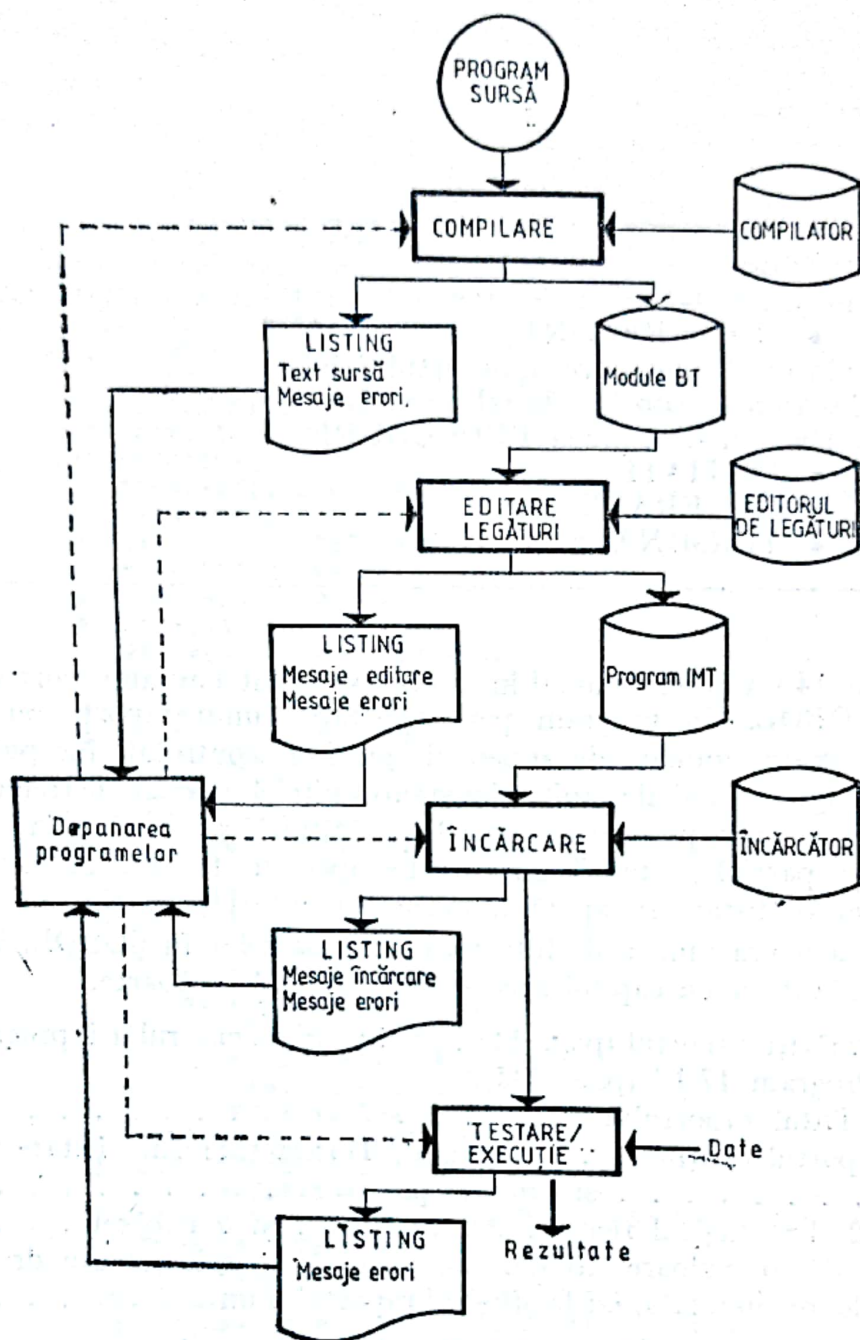 PROGRAM
SURSĂ
COMPILARE
COMPILATOR
LISTING
Text sursă
Mesaje erori.
Module BT
EDITARE
LEGĂTURI
EDITORUL
DE LEGĂTURI
LISTING
Mesaje editare
Mesaje erori
Program IMT
Depanarea
programelor
ÎNCĂRCARE
ÎNCĂRCĂTOR
LISTING
Mesaje încărcare
Mesaje erori
TESTARE/
EXECUȚIE
Date
LISTING
Mesaje erori
Rezultate